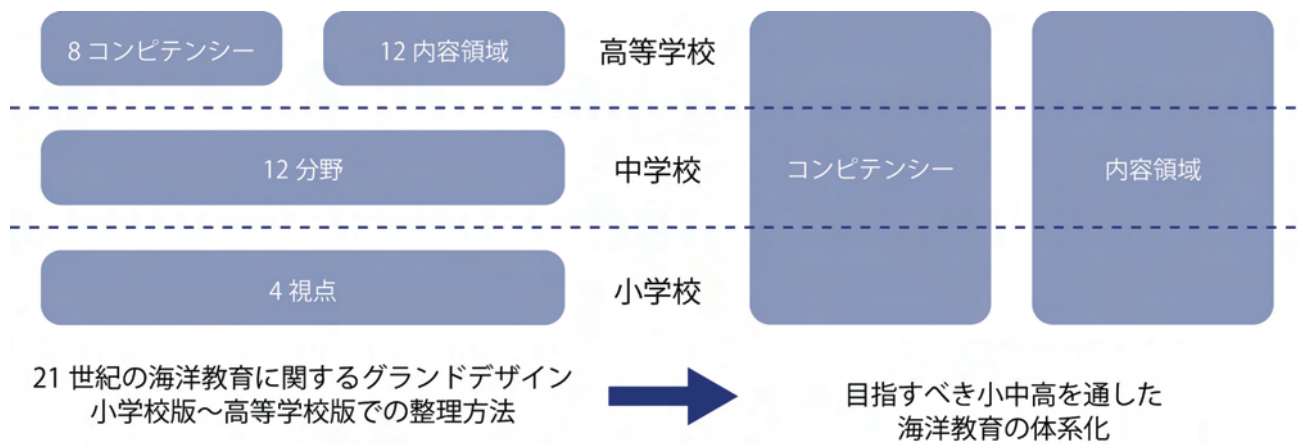 8 コンピテンシー
12 内容領域
高等学校
12 分野
中学校
コンピテンシー
内容領域
4 視点
小学校
21 世紀の海洋教育に関するグランドデザイン
小学校版～高等学校版での整理方法
目指すべき小中高を通した
海洋教育の体系化